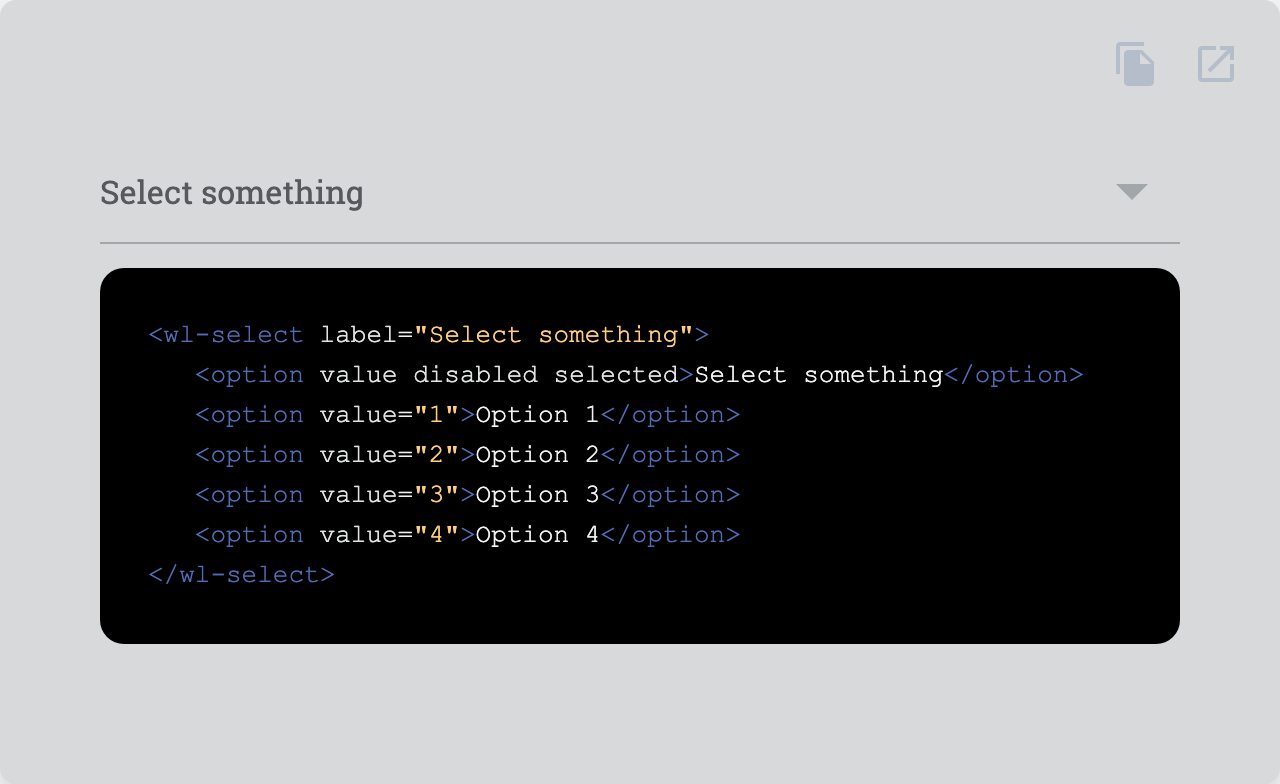 Select something
<wl-select label="Select something">
   <option value disabled selected>Select something</option>
   <option value="1">Option 1</option>
   <option value="2">Option 2</option>
   <option value="3">Option 3</option>
   <option value="4">Option 4</option>
</wl-select>